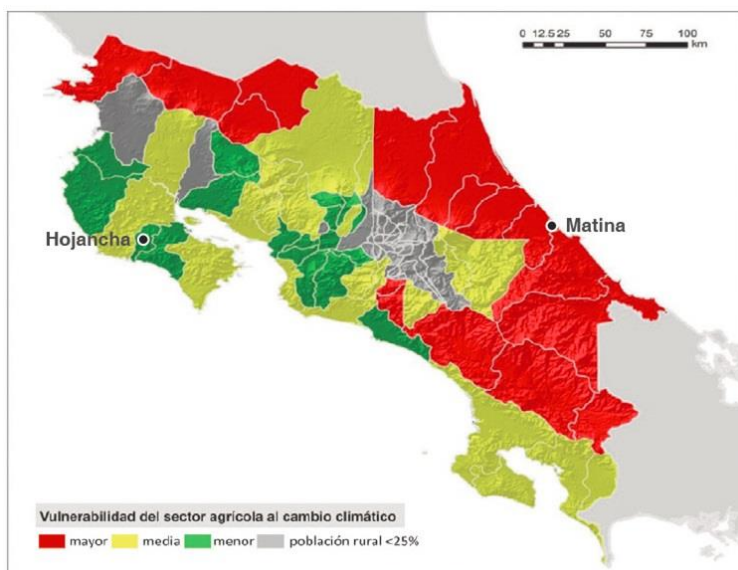 0 12.5 25 50 75 100
km
Matina
Hojancha
Vulnerabilidad del sector agrícola al cambio climático
mayor media menor población rural <25%